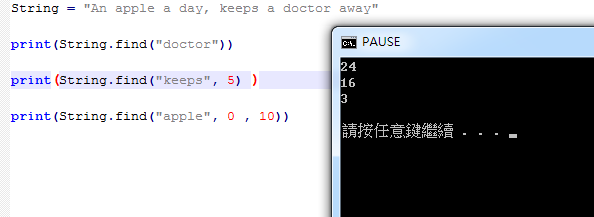 String = "An apple a day, keeps a doctor away"
print(String.find("doctor"))
print(String.find("keeps", 5) )
print(String.find("apple", 0 , 10))
C:\. PAUSE
24
16
3
請按任意鍵繼續 . . .